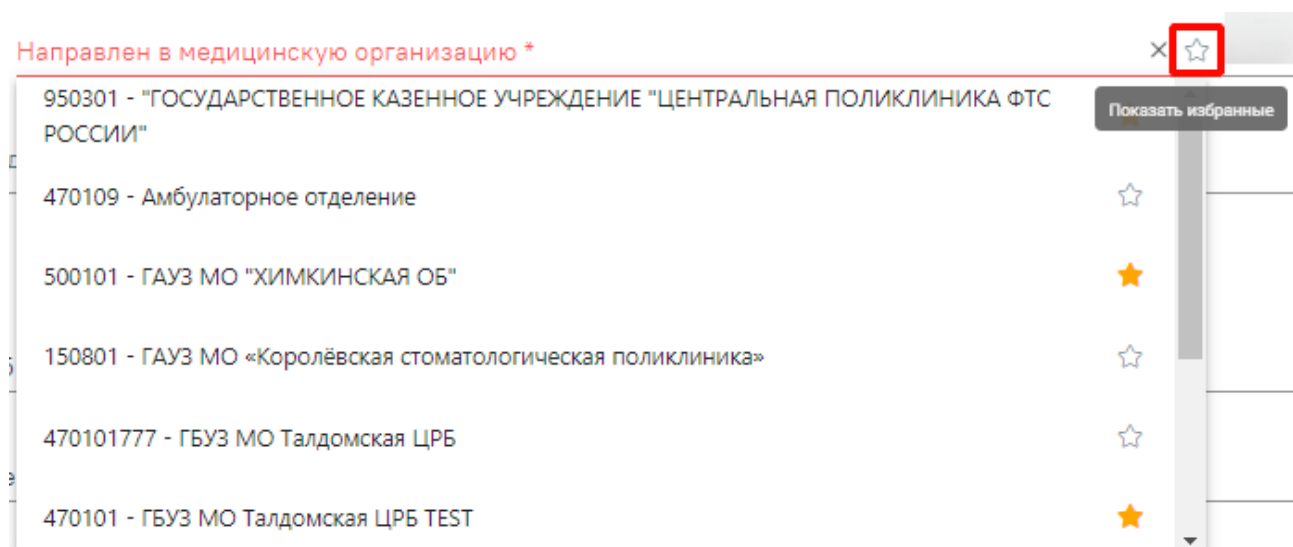 Направлен в медицинскую организацию *
950301 - "ГОСУДАРСТВЕННОЕ КАЗЕННОЕ УЧРЕЖДЕНИЕ "ЦЕНТРАЛЬНАЯ ПОЛИКЛИНИКА ФТС
РОССИИ"
Показать избранные
470109 - Амбулаторное отделение
500101 - ГАУЗ МО "ХИМКИНСКАЯ ОБ"
150801 - ГАУЗ МО «Королёвская стоматологическая поликлиника»
470101777 - ГБУЗ МО Талдомская ЦРБ
470101 - ГБУЗ МО Талдомская ЦРБ TEST